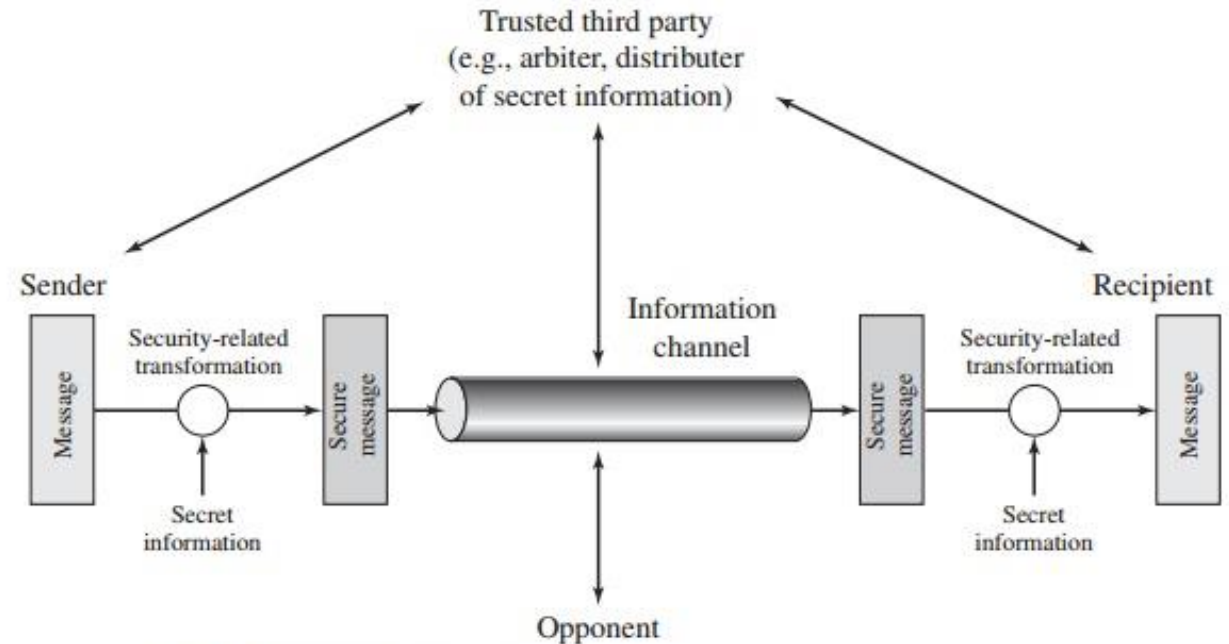 Trusted third party
(e.g., arbiter, distributer
of secret information)
Sender
Recipient
Information
channel
Security-related
transformation
Security-related
transformation
Message
Secure
message
Secure
message
Message
Secret
information
Secret
information
Opponent